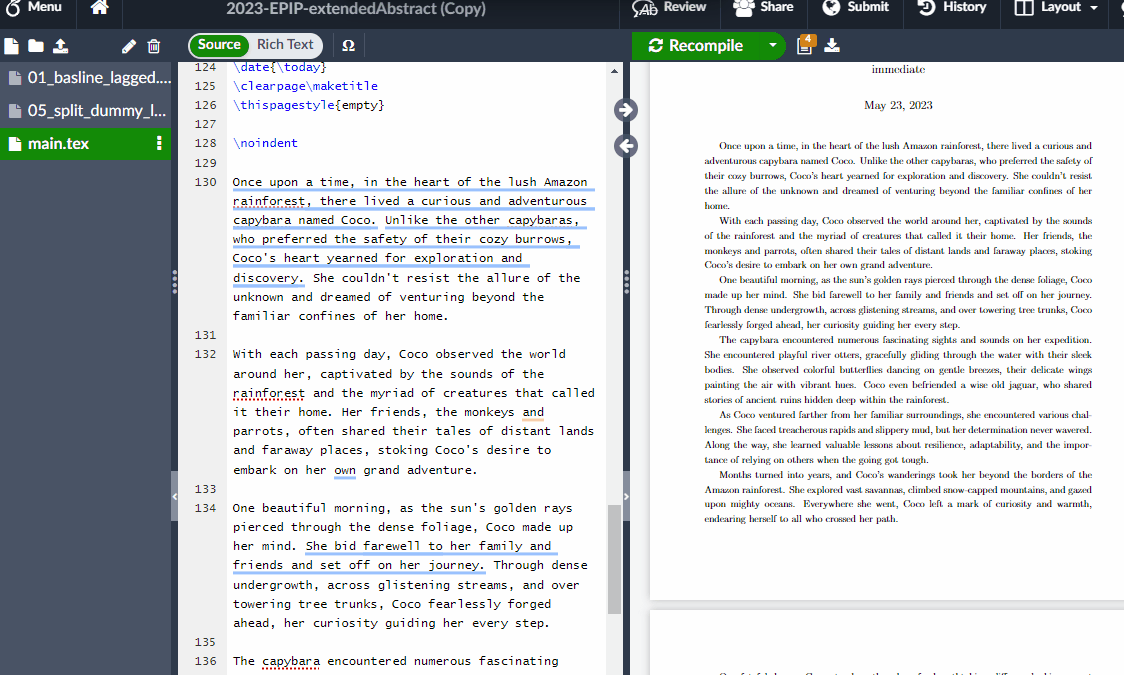 Menu
2023-EPIP-extendedAbstract (Copy)
Review
Share
Submit
History
Layout
Source
Rich Text
Ω
Recompile
4
01_basline_lagged....
05_split_dummy_l...
main.tex
124 \date{\today}
125 \clearpage\maketitle
126 \thispagestyle{empty}
127
128 \noindent
129
130 Once upon a time, in the heart of the lush Amazon
rainforest, there lived a curious and adventurous
capybara named Coco. Unlike the other capybaras,
who preferred the safety of their cozy burrows,
Coco's heart yearned for exploration and
discovery. She couldn't resist the allure of the
unknown and dreamed of venturing beyond the
familiar confines of her home.
131
132 With each passing day, Coco observed the world
around her, captivated by the sounds of the
rainforest and the myriad of creatures that called
it their home. Her friends, the monkeys and
parrots, often shared their tales of distant lands
and faraway places, stoking Coco's desire to
embark on her own grand adventure.
133
134 One beautiful morning, as the sun's golden rays
pierced through the dense foliage, Coco made up
her mind. She bid farewell to her family and
friends and set off on her journey. Through dense
undergrowth, across glistening streams, and over
towering tree trunks, Coco fearlessly forged
ahead, her curiosity guiding her every step.
135
136 The capybara encountered numerous fascinating
immediate
May 23, 2023
Once upon a time, in the heart of the lush Amazon rainforest, there lived a curious and
adventurous capybara named Coco. Unlike the other capybaras, who preferred the safety of
their cozy burrows, Coco's heart yearned for exploration and discovery. She couldn't resist
the allure of the unknown and dreamed of venturing beyond the familiar confines of her
home.
With each passing day, Coco observed the world around her, captivated by the sounds
of the rainforest and the myriad of creatures that called it their home. Her friends, the
monkeys and parrots, often shared their tales of distant lands and faraway places, stoking
Coco's desire to embark on her own grand adventure.
One beautiful morning, as the sun's golden rays pierced through the dense foliage, Coco
made up her mind. She bid farewell to her family and friends and set off on her journey.
Through dense undergrowth, across glistening streams, and over towering tree trunks, Coco
fearlessly forged ahead, her curiosity guiding her every step.
The capybara encountered numerous fascinating sights and sounds on her expedition.
She encountered playful river otters, gracefully gliding through the water with their sleek
bodies. She observed colorful butterflies dancing on gentle breezes, their delicate wings
painting the air with vibrant hues. Coco even befriended a wise old jaguar, who shared
stories of ancient ruins hidden deep within the rainforest.
As Coco ventured farther from her familiar surroundings, she encountered various chal-
lenges. She faced treacherous rapids and slippery mud, but her determination never wavered.
Along the way, she learned valuable lessons about resilience, adaptability, and the impor-
tance of relying on others when the going got tough.
Months turned into years, and Coco's wanderings took her beyond the borders of the
Amazon rainforest. She explored vast savannas, climbed snow-capped mountains, and gazed
upon mighty oceans. Everywhere she went, Coco left a mark of curiosity and warmth,
endearing herself to all who crossed her path.